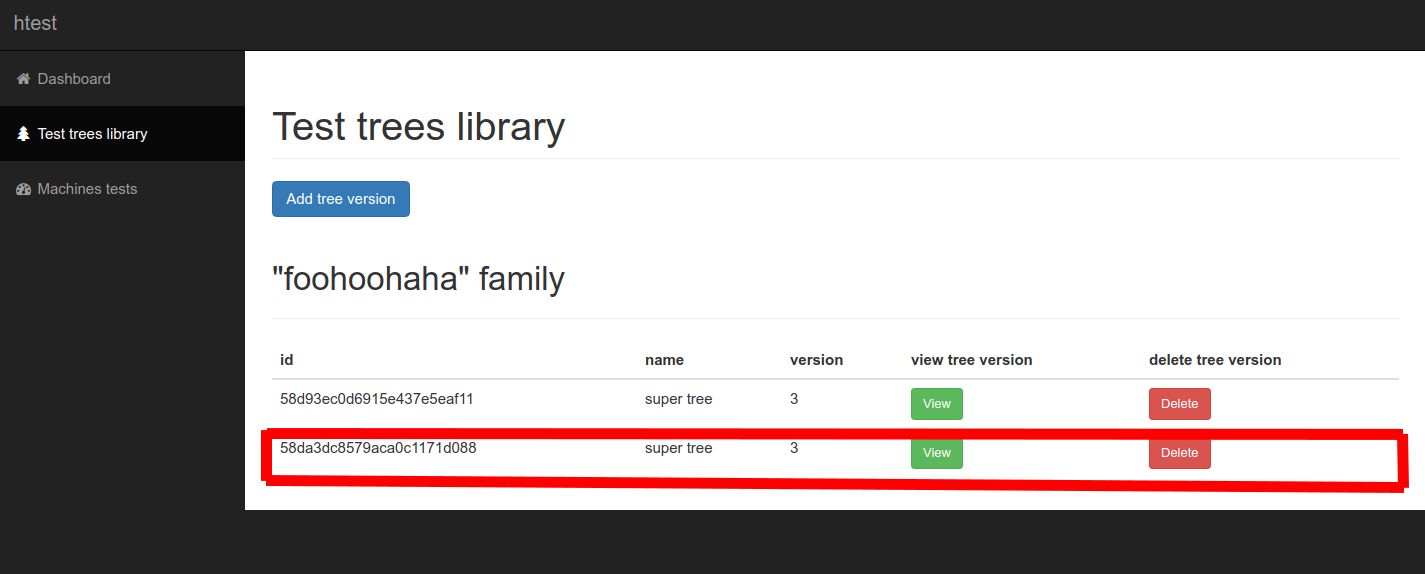 htest
Dashboard
Test trees library
Machines tests
Test trees library
Add tree version
"foohoohaha" family
id name version view tree version delete tree version
58d93ec0d6915e437e5eaf11 super tree 3 View Delete
58da3dc8579aca0c1171d088 super tree 3 View Delete